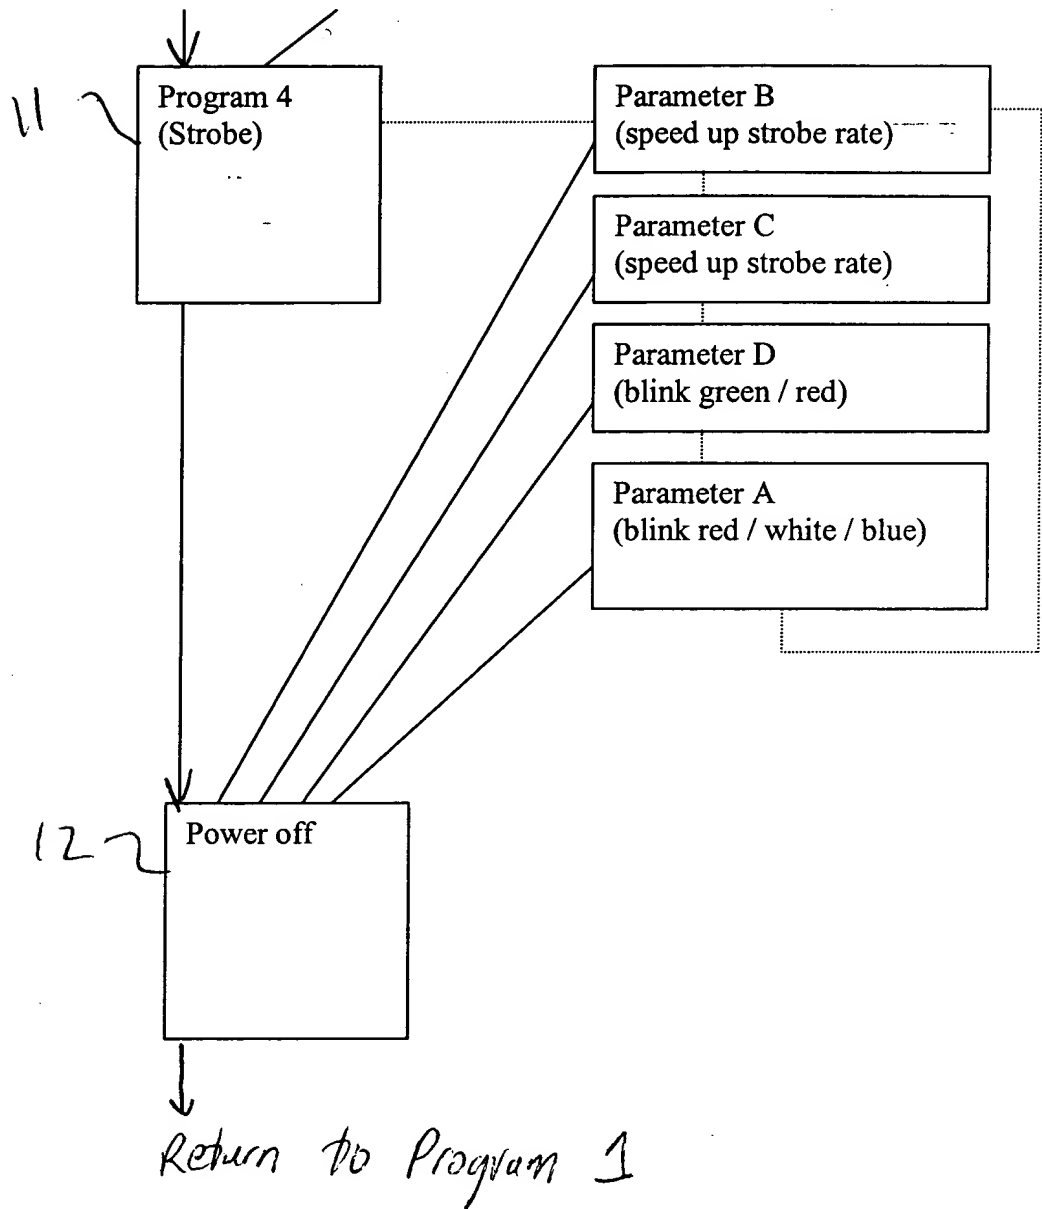 11
Program 4
(Strobe)
Parameter B
(speed up strobe rate)
Parameter C
(speed up strobe rate)
Parameter D
(blink green / red)
Parameter A
(blink red / white / blue)
12
Power off
Return to Program 1